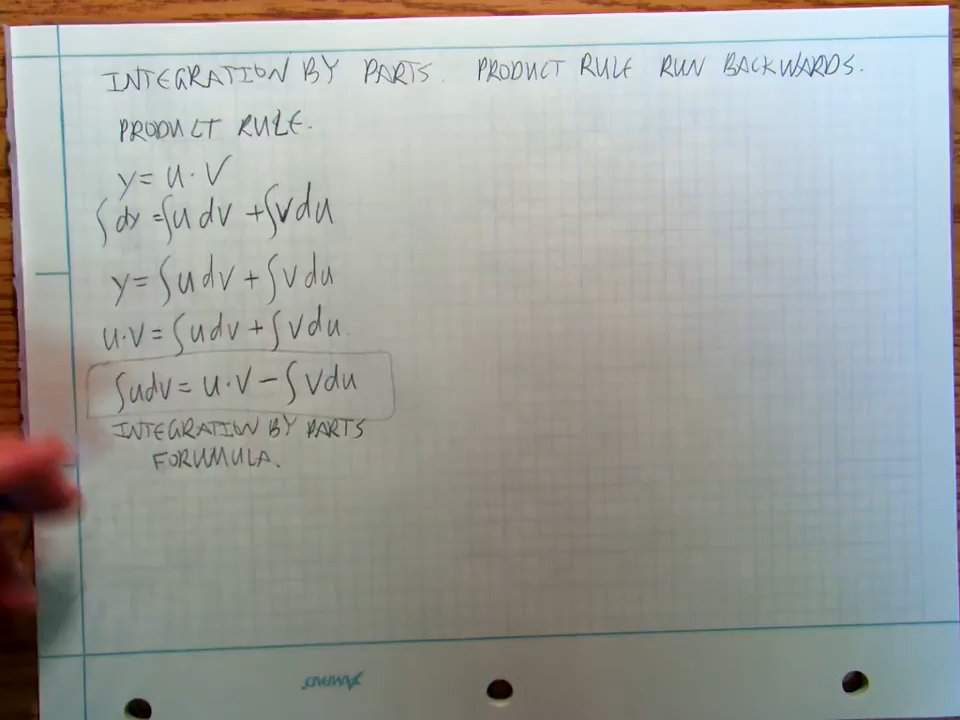 INTEGRATION BY PARTS. PRODUCT RULE RUN BACKWARDS.
PRODUCT RULE.
y = u · v
∫ dy = ∫ u dv + ∫ v du
y = ∫ u dv + ∫ v du
u · v = ∫ u dv + ∫ v du.
∫ u dv = u · v − ∫ v du
INTEGRATION BY PARTS
FORUMULA.